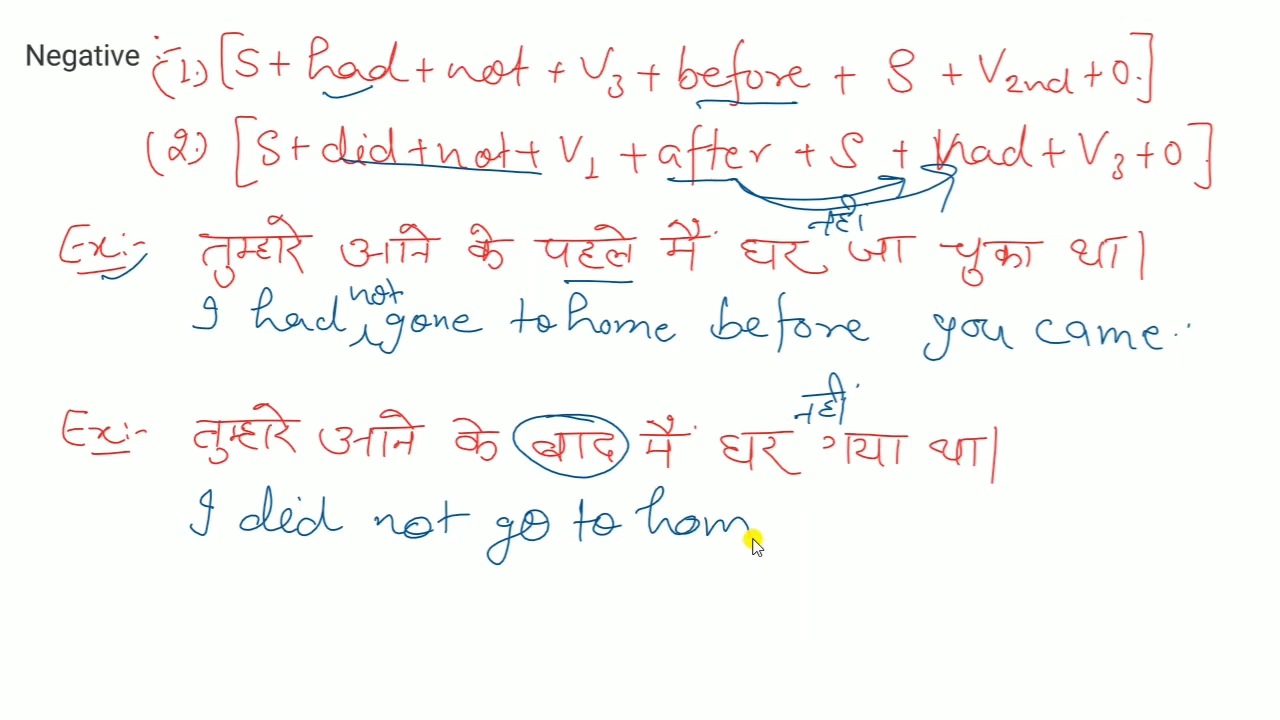 Negative :- (1.) [S + had + not + V3 + before + S + V2nd + O.]
(2.) [S + did + not + V1 + after + S + had + V3 + O]
Ex:- तुम्हारे आने के पहले मैं घर नहीं जा चुका था|
I had not gone to home before you came.
Ex:- तुम्हारे आने के बाद मैं घर नहीं गया था|
I did not go to hom